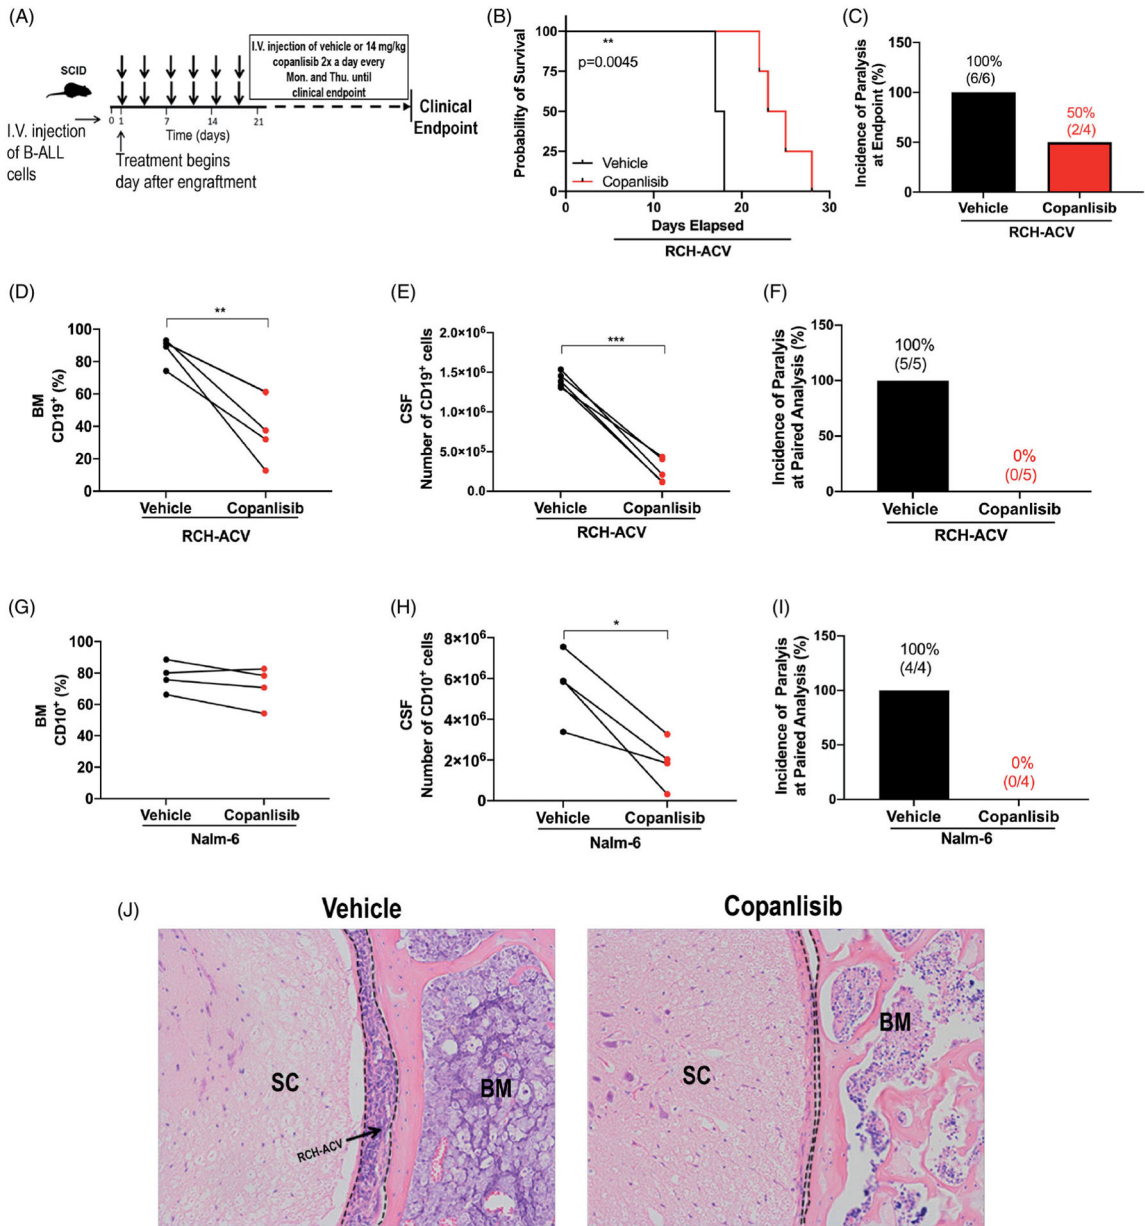 (A)
SCID
I.V. injection of vehicle or 14 mg/kg
copanlisib 2x a day every
Mon. and Thu. until
clinical endpoint
Clinical
Endpoint
0 1 7 14 21
Time (days)
I.V. injection
of B-ALL
cells
Treatment begins
day after engraftment
(B)
Probability of Survival
100
75
50
25
0
**
p=0.0045
Vehicle
Copanlisib
0 10 20 30
Days Elapsed
RCH-ACV
(C)
Incidence of Paralysis
at Endpoint (%)
150
100
50
0
100%
(6/6)
50%
(2/4)
Vehicle Copanlisib
RCH-ACV
(D)
BM
CD19+ (%)
100
80
60
40
20
0
**
Vehicle Copanlisib
RCH-ACV
(E)
CSF
Number of CD19+ cells
2.0×10⁶
1.5×10⁶
1.0×10⁶
5.0×10⁵
0.0
***
Vehicle Copanlisib
RCH-ACV
(F)
Incidence of Paralysis
at Paired Analysis (%)
150
100
50
0
100%
(5/5)
0%
(0/5)
Vehicle Copanlisib
RCH-ACV
(G)
BM
CD10+ (%)
100
80
60
40
20
0
Vehicle Copanlisib
Nalm-6
(H)
CSF
Number of CD10+ cells
8×10⁶
6×10⁶
4×10⁶
2×10⁶
0
*
Vehicle Copanlisib
Nalm-6
(I)
Incidence of Paralyis
at Paired Analysis (%)
150
100
50
0
100%
(4/4)
0%
(0/4)
Vehicle Copanlisib
Nalm-6
(J)
Vehicle
SC
RCH-ACV
BM
Copanlisib
SC
BM